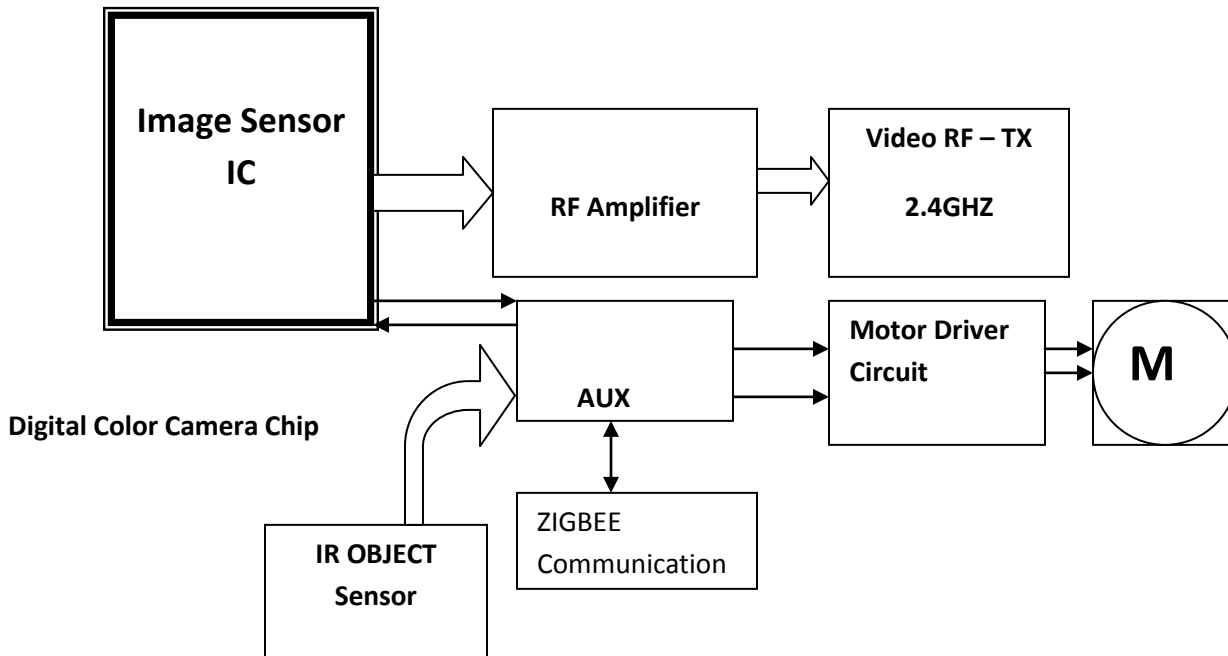 Image Sensor
IC
RF Amplifier
Video RF – TX
2.4GHZ
Motor Driver
Circuit
M
AUX
Digital Color Camera Chip
ZIGBEE
Communication
IR OBJECT
Sensor